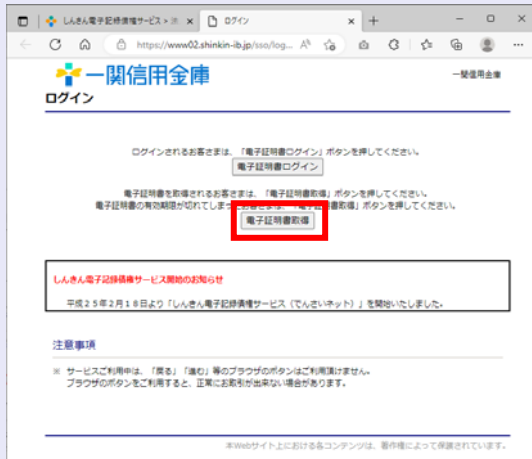 しんきん電子記録債権サービス >
ログイン
https://www02.shinkin-ib.jp/sso/log...
一関信用金庫
一関信用金庫
ログイン
ログインされるお客さまは、「電子証明書ログイン」ボタンを押してください。
電子証明書ログイン
電子証明書を取得されるお客さまは、「電子証明書取得」ボタンを押してください。
電子証明書の有効期限が切れてしまったお客さまは、「電子証明書取得」ボタンを押してください。
電子証明書取得
しんきん電子記録債権サービス開始のお知らせ
平成25年2月18日より「しんきん電子記録債権サービス（でんさいネット）」を開始いたしました。
注意事項
※ サービスご利用中は、「戻る」「進む」等のブラウザのボタンはご利用頂けません。
ブラウザのボタンをご利用すると、正常にお取引が出来ない場合があります。
本Webサイト上における各コンテンツは、著作権によって保護されています。